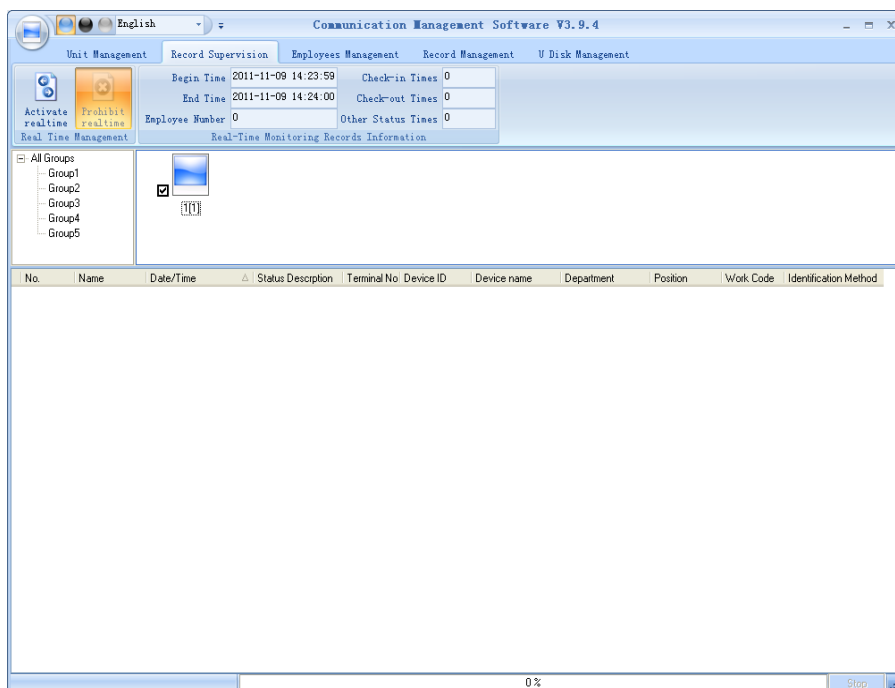 English
Communication Management Software V3.9.4
Unit Management Record Supervision Employees Management Record Management U Disk Management
Activate realtime
Prohibit realtime
Real Time Management
Begin Time 2011-11-09 14:23:59 Check-in Times 0
End Time 2011-11-09 14:24:00 Check-out Times 0
Employee Number 0 Other Status Times 0
Real-Time Monitoring Records Information
All Groups
Group1
Group2
Group3
Group4
Group5
1(1)
No. Name Date/Time Status Descrption Terminal No Device ID Device name Department Position Work Code Identification Method
0 %
Stop